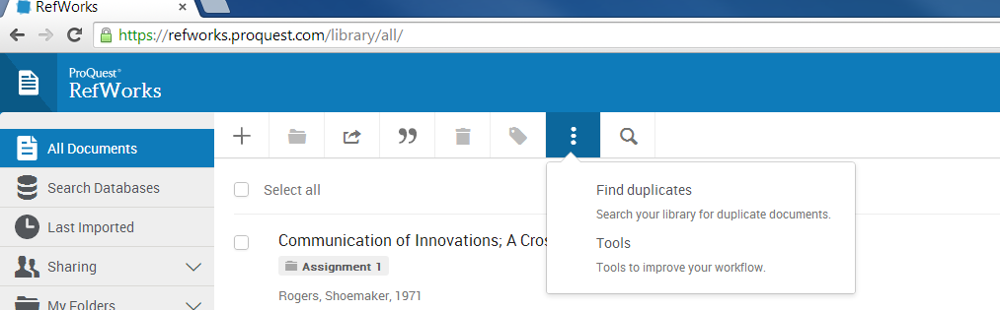 RefWorks
https://refworks.proquest.com/library/all/
ProQuest®
RefWorks
All Documents
Search Databases
Last Imported
Sharing
My Folders
Select all
Communication of Innovations; A Cros
Assignment 1
Rogers, Shoemaker, 1971
Find duplicates
Search your library for duplicate documents.
Tools
Tools to improve your workflow.